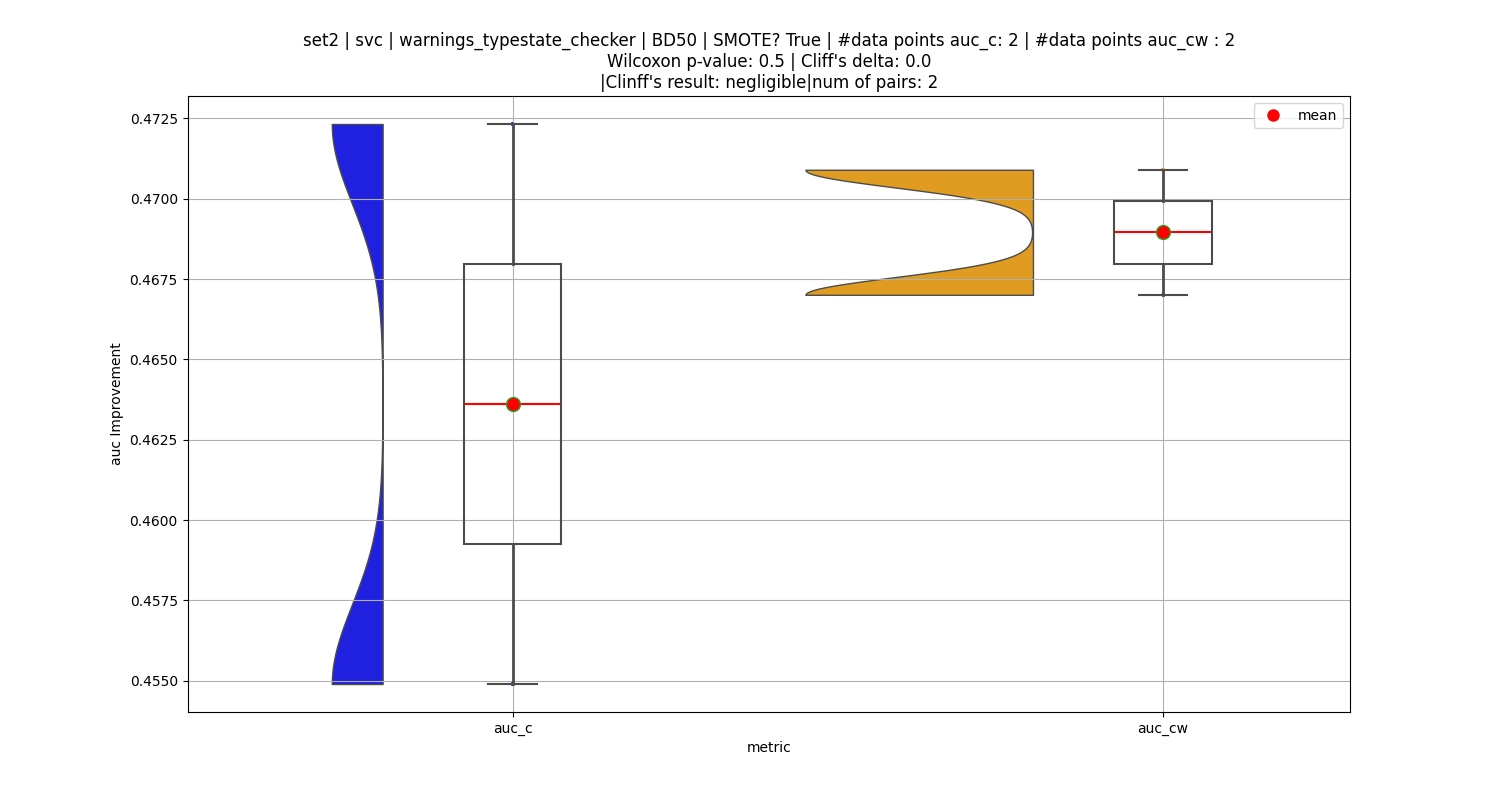 set2 | svc | warnings_typestate_checker | BD50 | SMOTE? True | #data points auc_c: 2 | #data points auc_cw : 2
Wilcoxon p-value: 0.5 | Cliff's delta: 0.0
|Clinff's result: negligible|num of pairs: 2
mean
0.4725
0.4700
0.4675
0.4650
0.4625
0.4600
0.4575
0.4550
auc Improvement
auc_c
auc_cw
metric